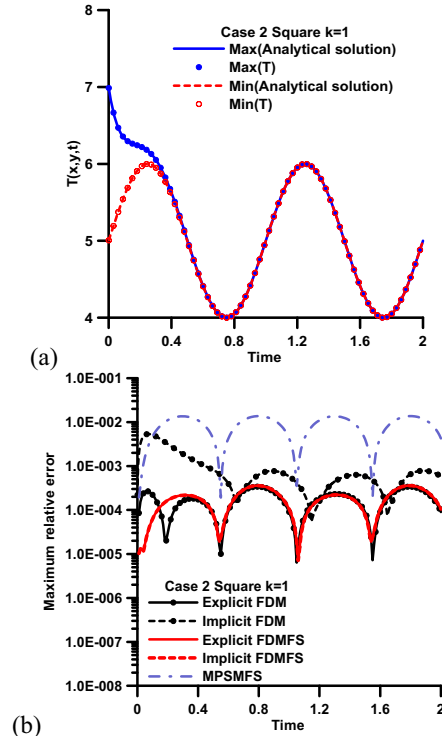 Case 2 Square k=1
Max(Analytical solution)
Max(T)
Min(Analytical solution)
Min(T)
8
7
6
5
4
T(x,y,t)
0 0.4 0.8 1.2 1.6 2
Time
(a)
1.0E-001
1.0E-002
1.0E-003
1.0E-004
1.0E-005
1.0E-006
1.0E-007
1.0E-008
Maximum relative error
Case 2 Square k=1
Explicit FDM
Implicit FDM
Explicit FDMFS
Implicit FDMFS
MPSMFS
0 0.4 0.8 1.2 1.6 2
Time
(b)